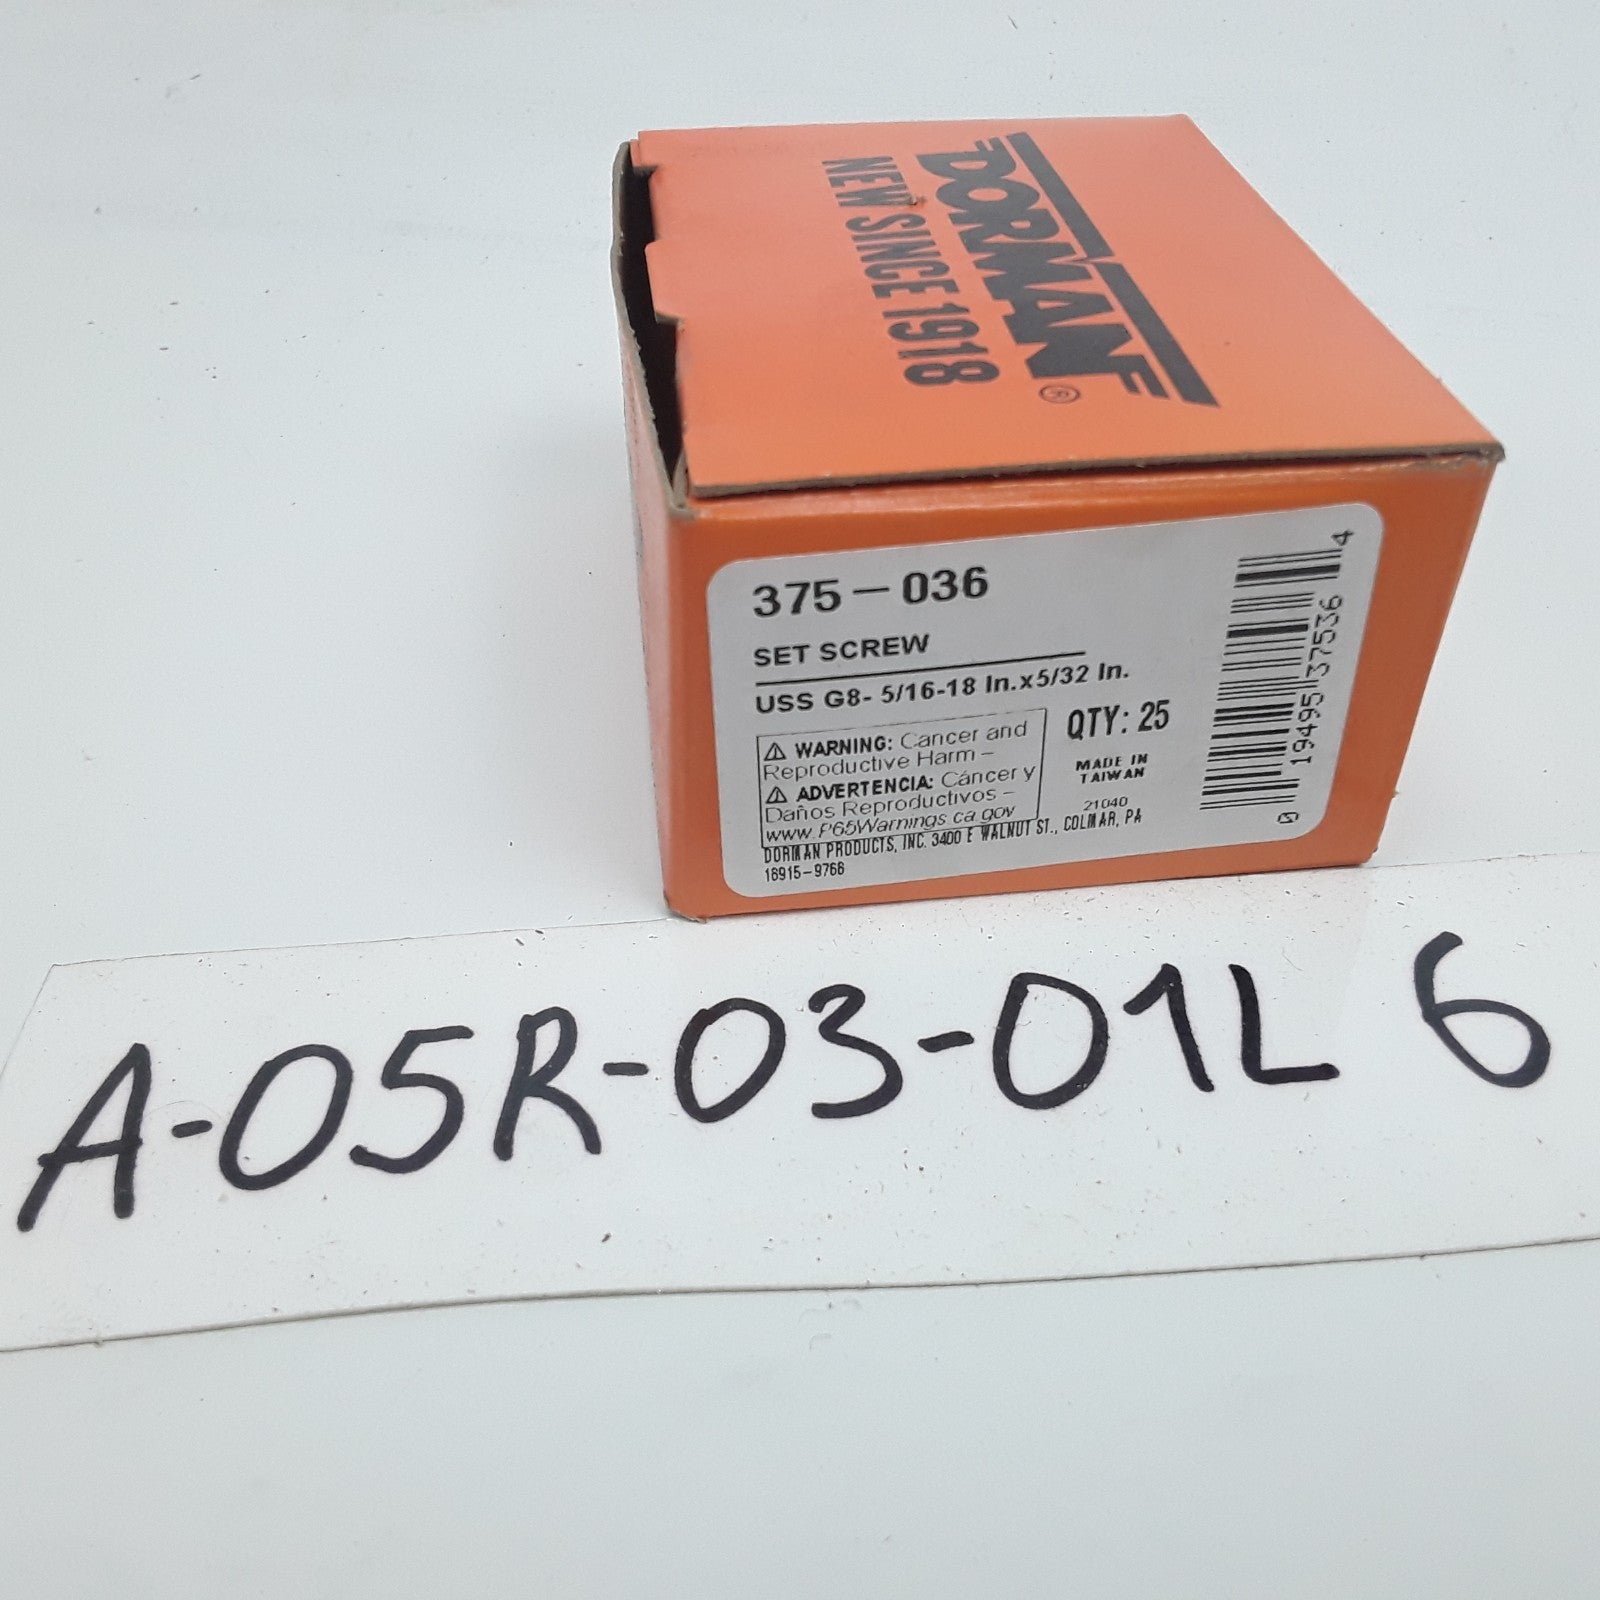 DORMAN®
NEW SINCE 1918
375-036
SET SCREW
USS G8- 5/16-18 In.x5/32 In.
⚠ WARNING: Cancer and
Reproductive Harm -
⚠ ADVERTENCIA: Cáncer y
Daños Reproductivos -
www.P65Warnings.ca.gov
QTY: 25
MADE IN
TAIWAN
21040
DORMAN PRODUCTS, INC. 3400 E WALNUT ST., COLMAR, PA
18915-9766
0 19495 37536 4
A-05R-03-01L 6